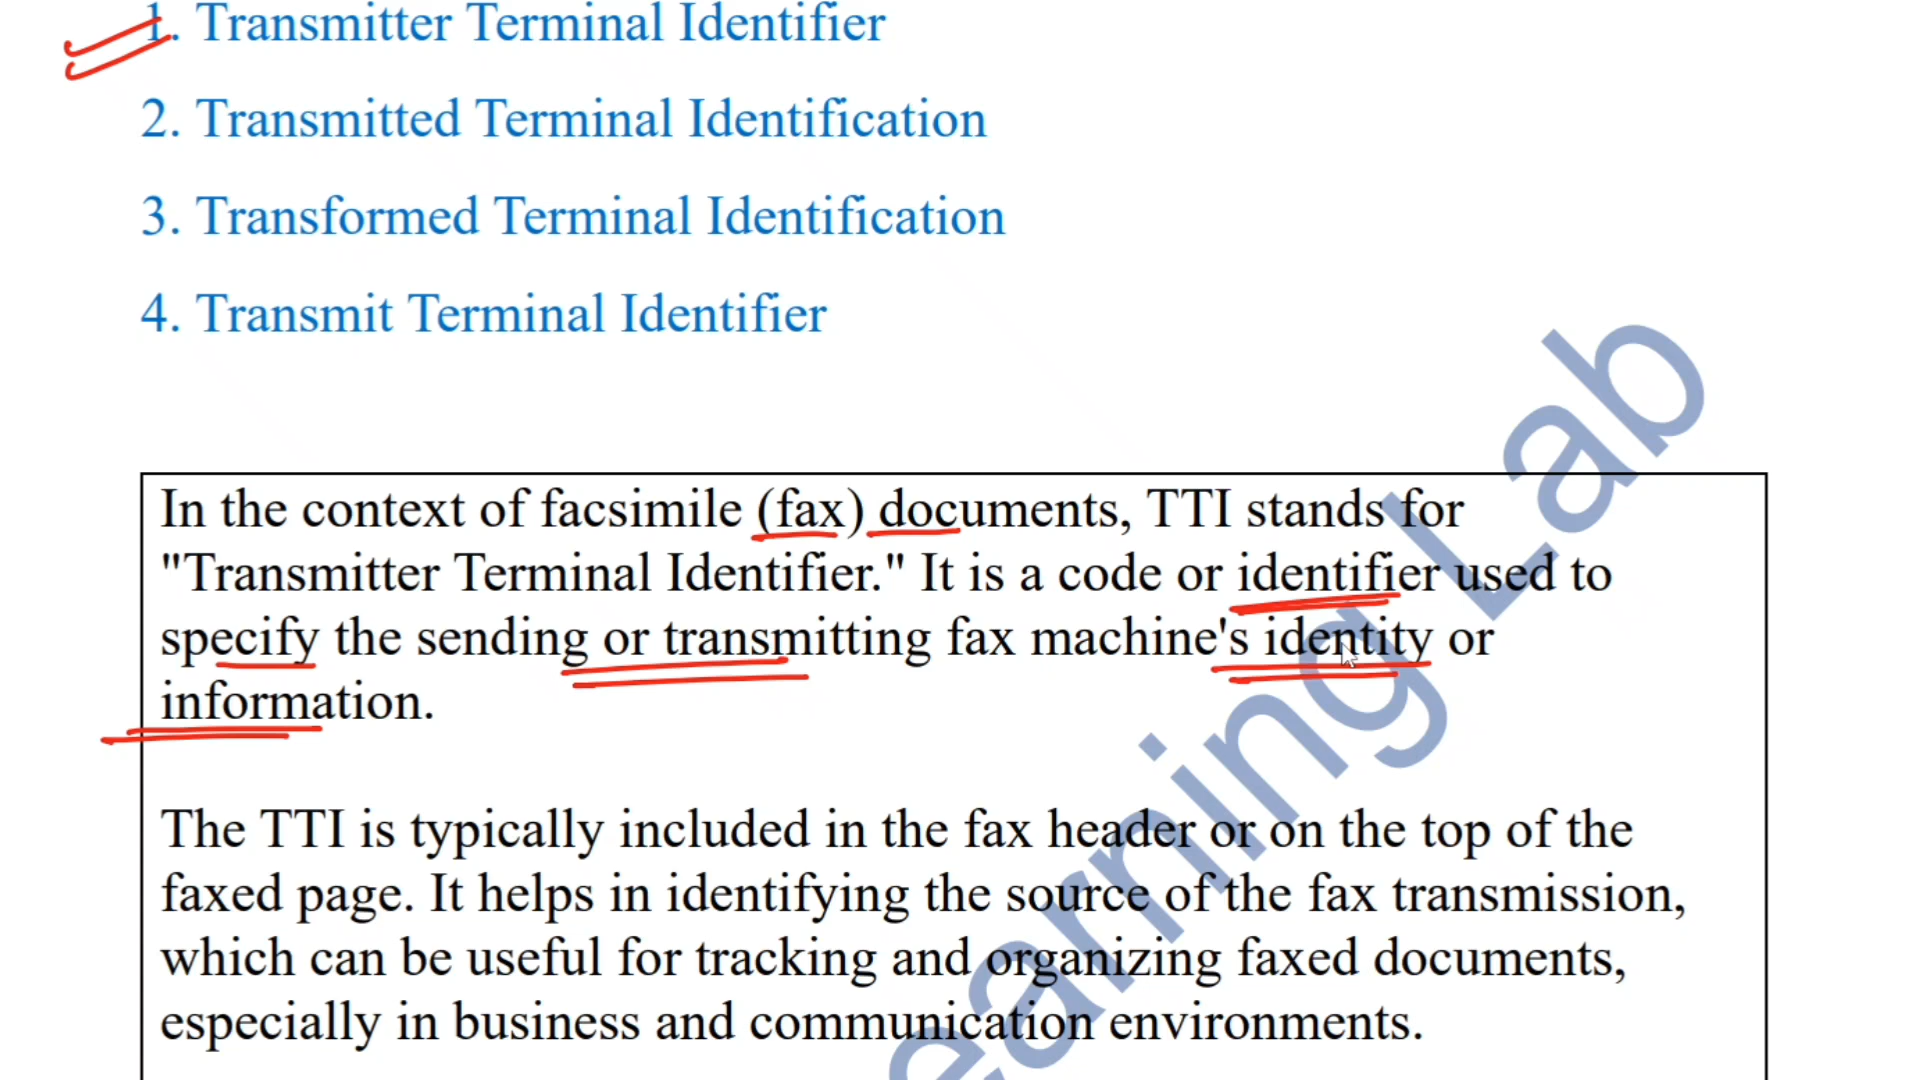 1. Transmitter Terminal Identifier
2. Transmitted Terminal Identification
3. Transformed Terminal Identification
4. Transmit Terminal Identifier
In the context of facsimile (fax) documents, TTI stands for
"Transmitter Terminal Identifier." It is a code or identifier used to
specify the sending or transmitting fax machine's identity or
information.
The TTI is typically included in the fax header or on the top of the
faxed page. It helps in identifying the source of the fax transmission,
which can be useful for tracking and organizing faxed documents,
especially in business and communication environments.
earning Lab